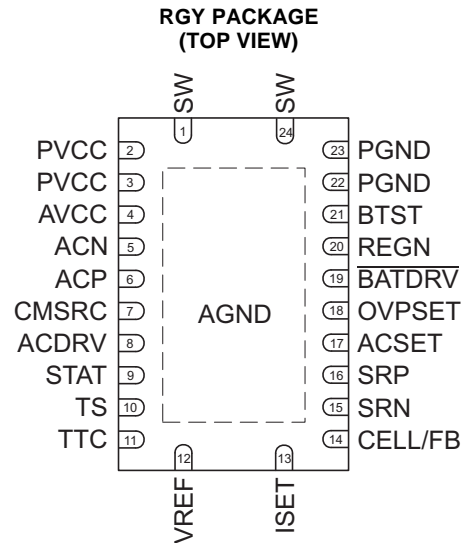 RGY PACKAGE
(TOP VIEW)
SW SW
1 24
PVCC 2 23 PGND
PVCC 3 22 PGND
AVCC 4 21 BTST
ACN 5 20 REGN
ACP 6 19 BATDRV
CMSRC 7 18 OVPSET
AGND
ACDRV 8 17 ACSET
STAT 9 16 SRP
TS 10 15 SRN
TTC 11 14 CELL/FB
12 13
VREF ISET